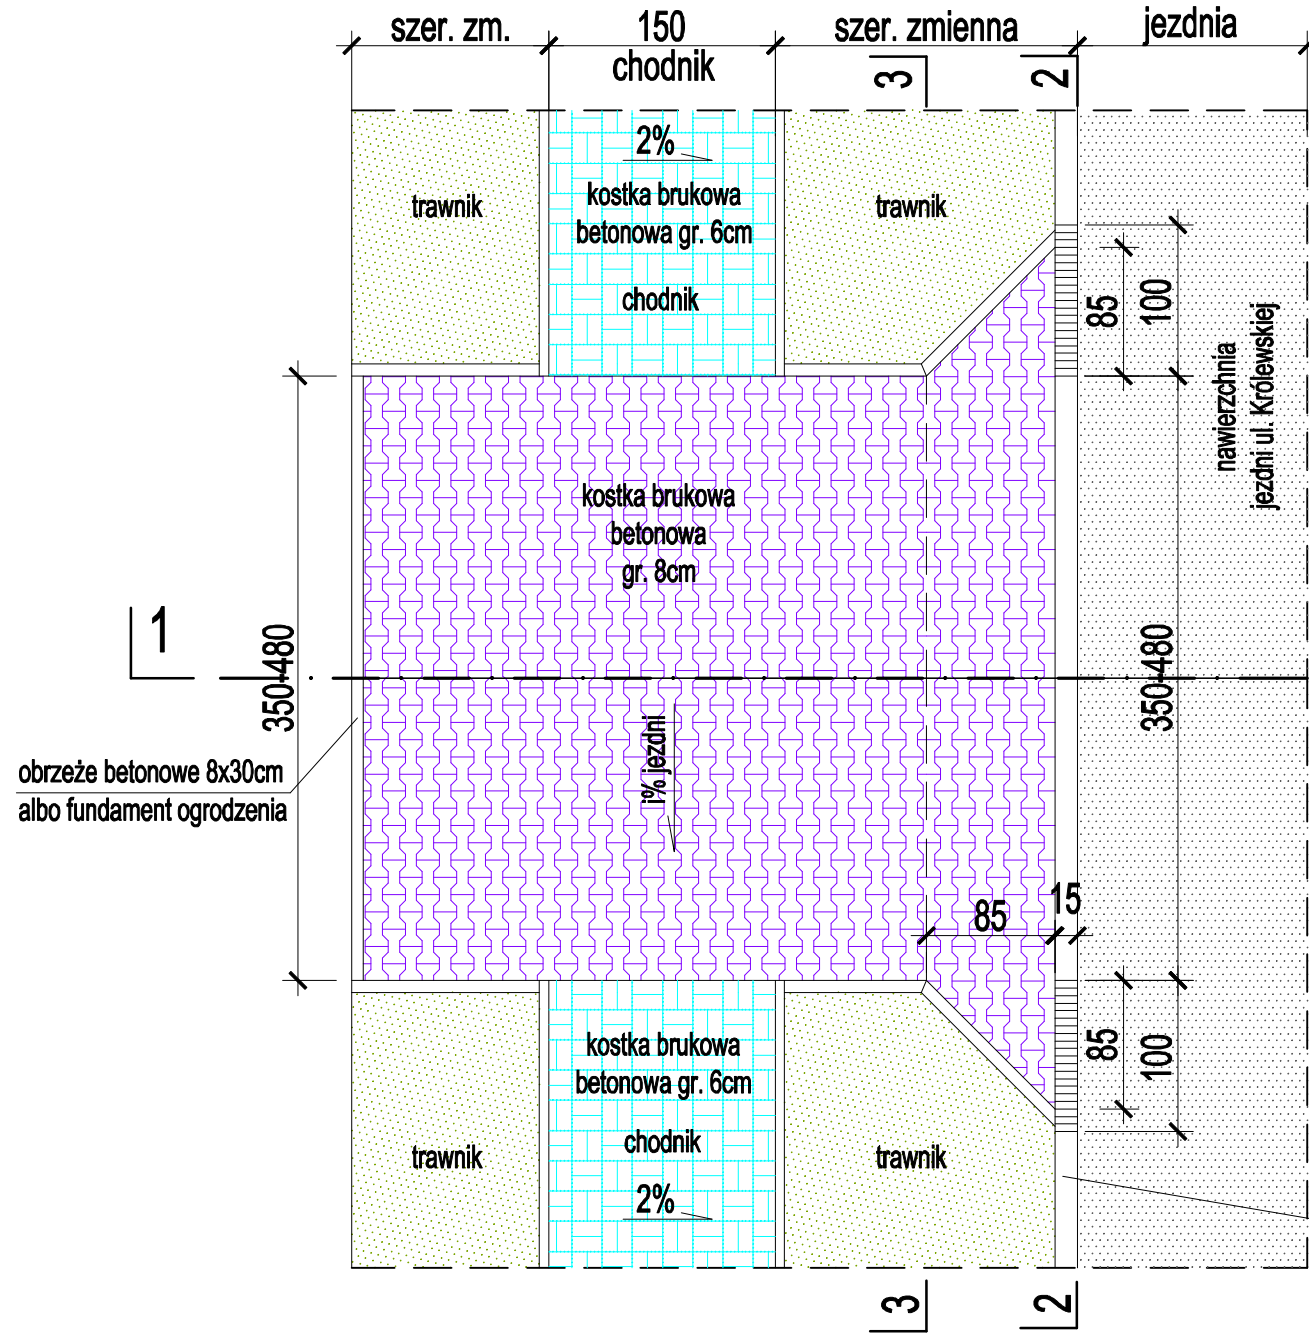 szer. zm.
150
chodnik
szer. zmienna
jezdnia
3
2
2%
kostka brukowa
betonowa gr. 6cm
chodnik
trawnik
trawnik
85
100
nawierzchnia
jezdni ul. Królewskiej
kostka brukowa
betonowa
gr. 8cm
1
350-480
350-480
i% jezdni
obrzeże betonowe 8x30cm
albo fundament ogrodzenia
85
15
85
100
kostka brukowa
betonowa gr. 6cm
chodnik
2%
trawnik
trawnik
3
2